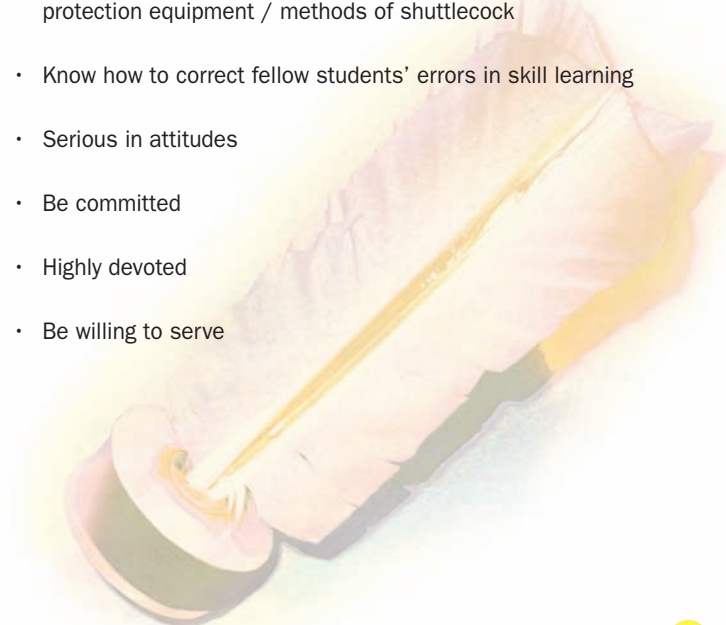 protection equipment / methods of shuttlecock
· Know how to correct fellow students’ errors in skill learning
· Serious in attitudes
· Be committed
· Highly devoted
· Be willing to serve